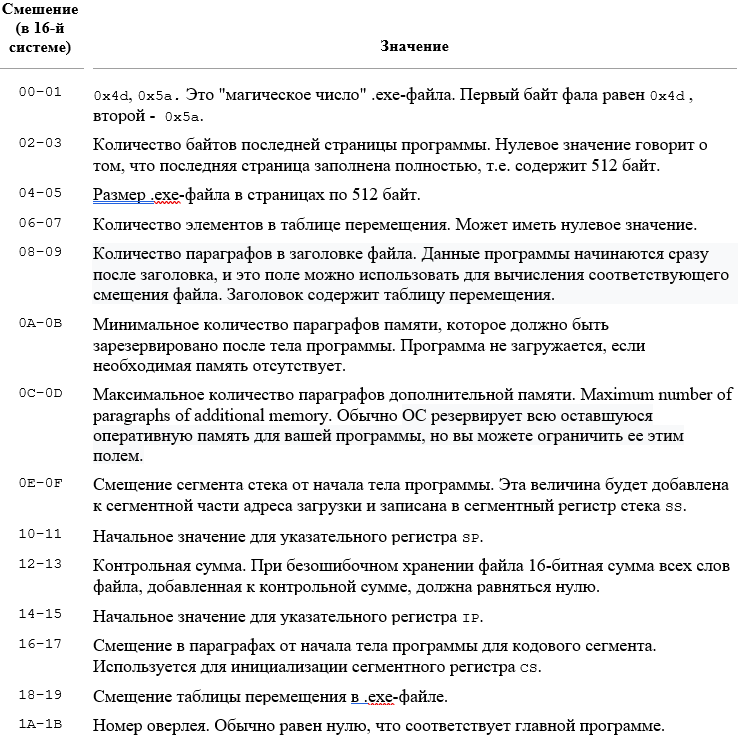 Смешение
(в 16-й
системе)
Значение
00-01
0x4d, 0x5a. Это "магическое число" .exe-файла. Первый байт фала равен 0x4d ,
второй - 0x5a.
02-03
Количество байтов последней страницы программы. Нулевое значение говорит о
том, что последняя страница заполнена полностью, т.е. содержит 512 байт.
04-05
Размер .exe-файла в страницах по 512 байт.
06-07
Количество элементов в таблице перемещения. Может иметь нулевое значение.
08-09
Количество параграфов в заголовке файла. Данные программы начинаются сразу
после заголовка, и это поле можно использовать для вычисления соответствующего
смещения файла. Заголовок содержит таблицу перемещения.
0A-0B
Минимальное количество параграфов памяти, которое должно быть
зарезервировано после тела программы. Программа не загружается, если
необходимая память отсутствует.
0C-0D
Максимальное количество параграфов дополнительной памяти. Maximum number of
paragraphs of additional memory. Обычно ОС резервирует всю оставшуюся
оперативную память для вашей программы, но вы можете ограничить ее этим
полем.
0E-0F
Смещение сегмента стека от начала тела программы. Эта величина будет добавлена
к сегментной части адреса загрузки и записана в сегментный регистр стека SS.
10-11
Начальное значение для указательного регистра SP.
12-13
Контрольная сумма. При безошибочном хранении файла 16-битная сумма всех слов
файла, добавленная к контрольной сумме, должна равняться нулю.
14-15
Начальное значение для указательного регистра IP.
16-17
Смещение в параграфах от начала тела программы для кодового сегмента.
Используется для инициализации сегментного регистра CS.
18-19
Смещение таблицы перемещения в .exe-файле.
1A-1B
Номер оверлея. Обычно равен нулю, что соответствует главной программе.